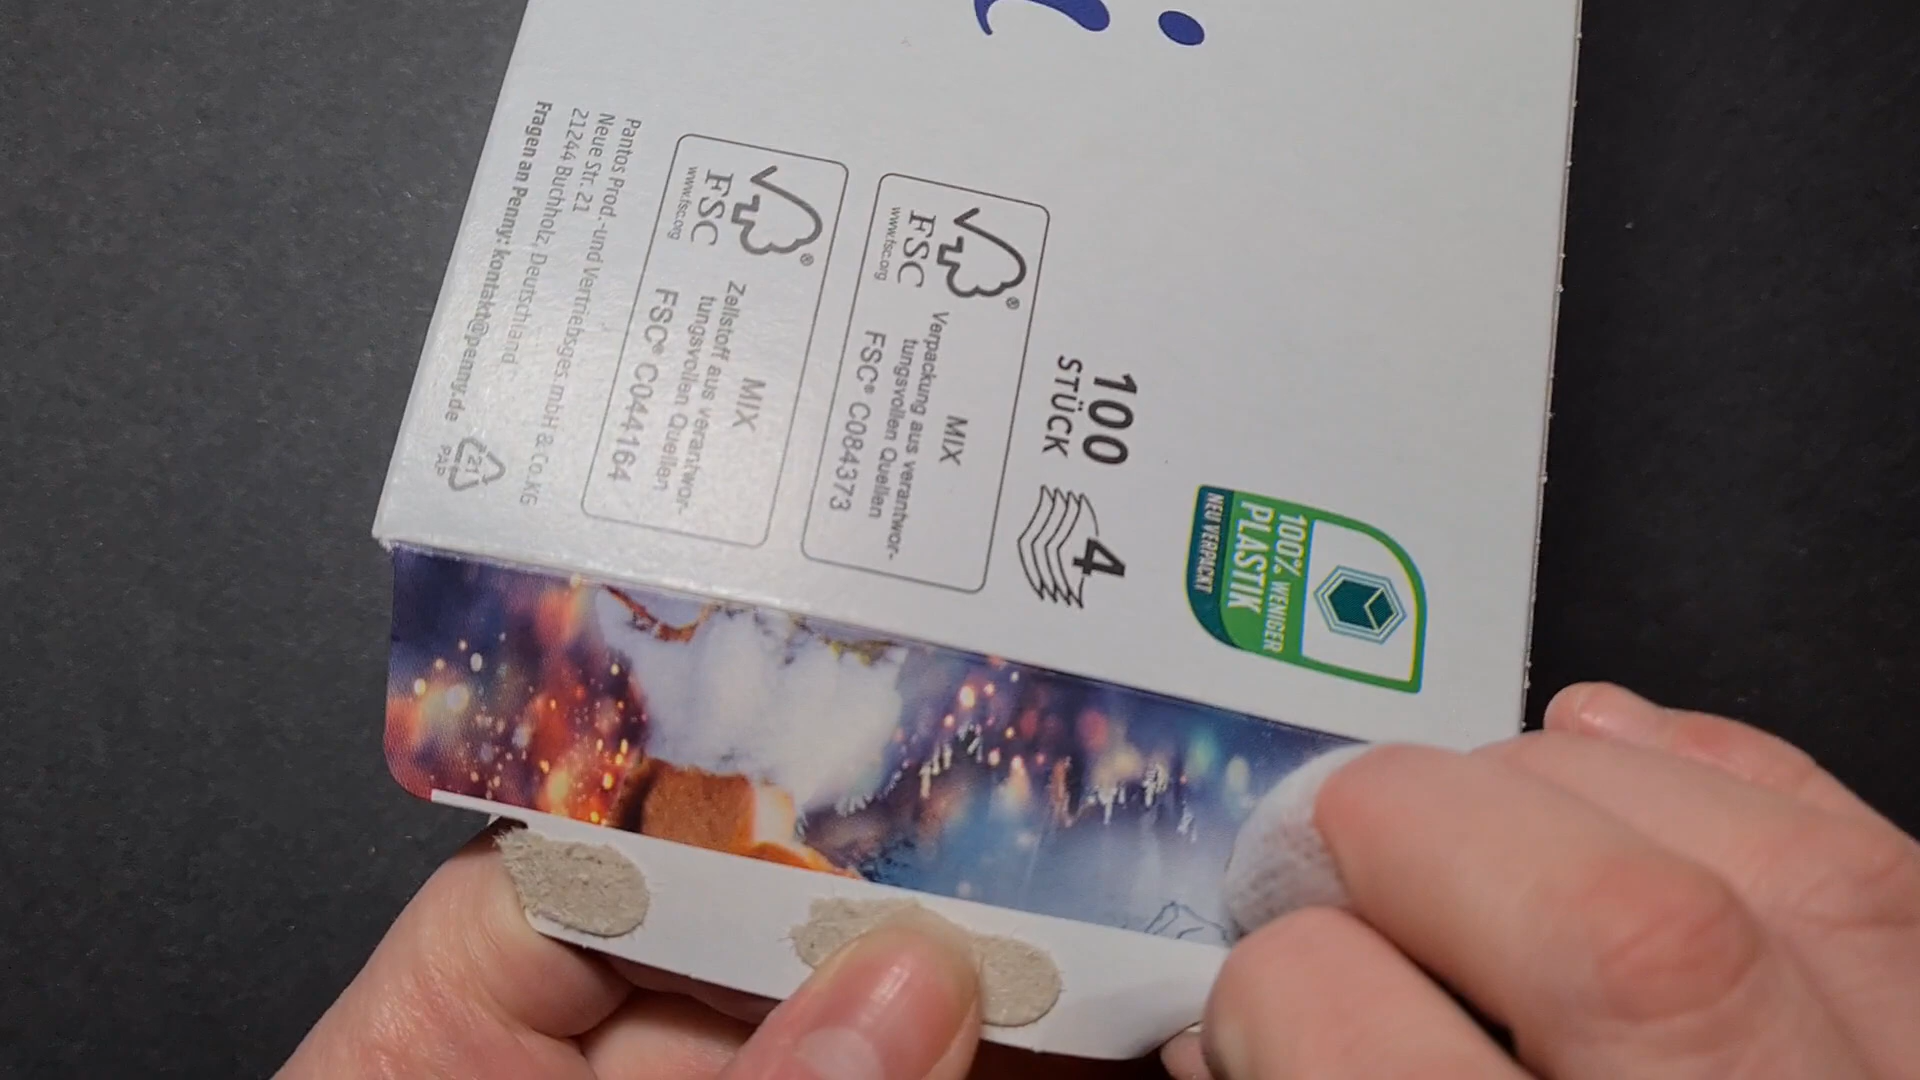 100
STÜCK
4
100% WENIGER
PLASTIK
NEU VERPACKT
FSC®
www.fsc.org
MIX
Verpackung aus verantwor-
tungsvollen Quellen
FSC® C084373
FSC®
www.fsc.org
MIX
Zellstoff aus verantwor-
tungsvollen Quellen
FSC® C044164
Pantos Prod.-und Vertriebsges.mbH & Co.KG
Neue Str. 21
21244 Buchholz, Deutschland
Fragen an Penny: kontakt@penny.de
21
PAP